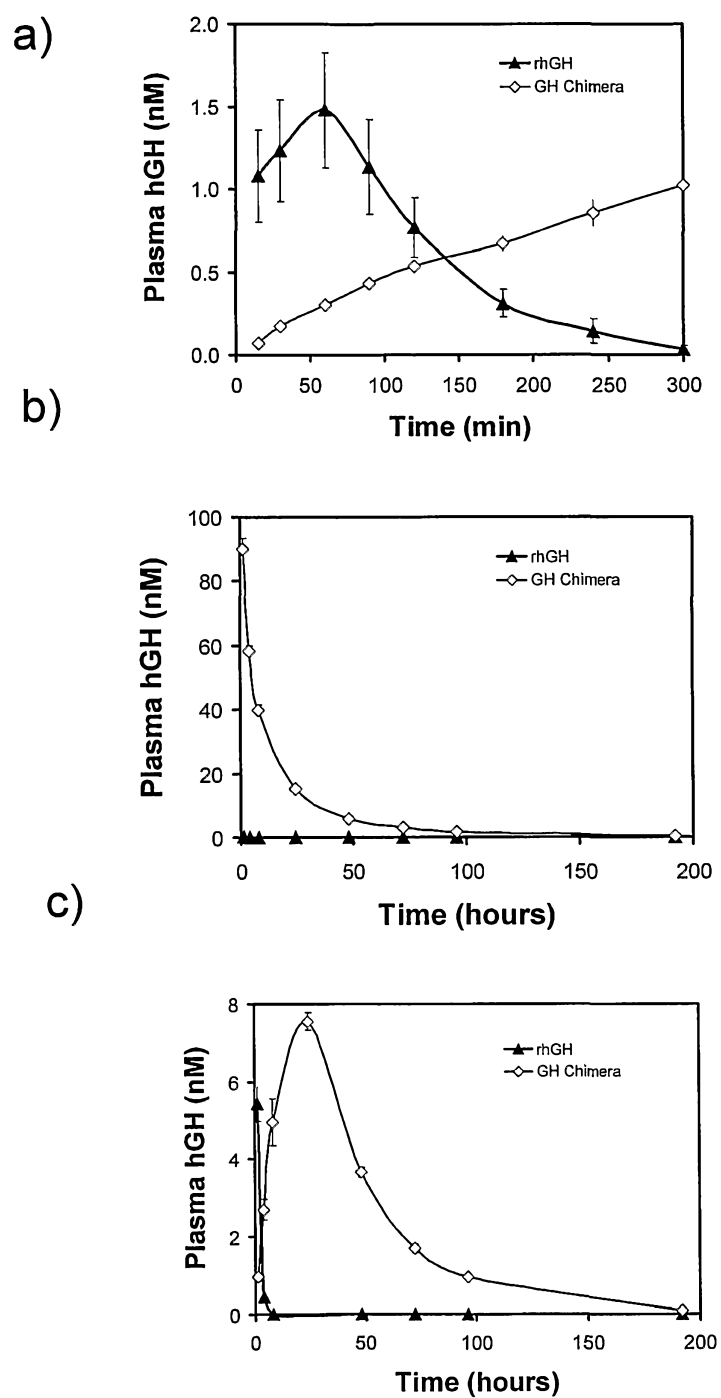 a)
Plasma hGH (nM)
2.0
1.5
1.0
0.5
0.0
rhGH
GH Chimera
0 50 100 150 200 250 300
Time (min)
b)
Plasma hGH (nM)
100
80
60
40
20
0
rhGH
GH Chimera
0 50 100 150 200
Time (hours)
c)
Plasma hGH (nM)
8
6
4
2
0
rhGH
GH Chimera
0 50 100 150 200
Time (hours)